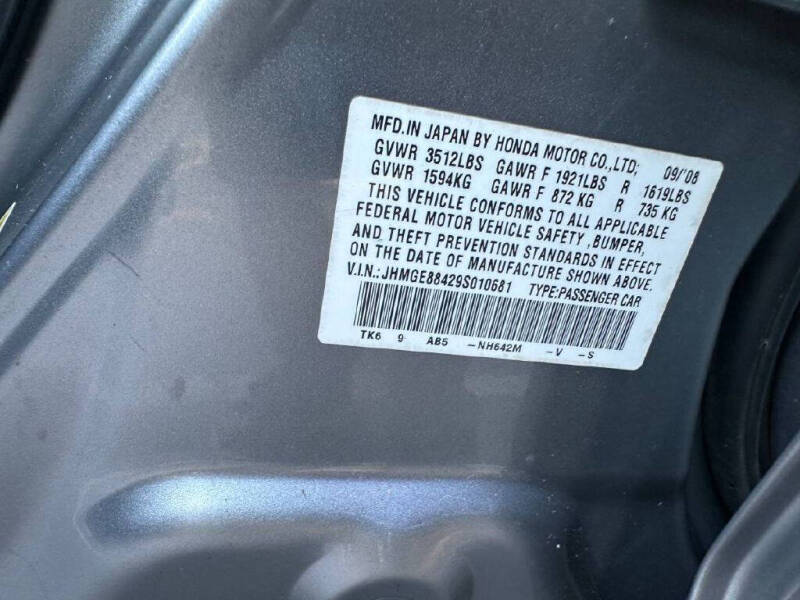 MFD.IN JAPAN BY HONDA MOTOR CO.,LTD; 09/'08
GVWR 3512LBS GAWR F 1921LBS R 1619LBS
GVWR 1594KG GAWR F 872 KG R 735 KG
THIS VEHICLE CONFORMS TO ALL APPLICABLE
FEDERAL MOTOR VEHICLE SAFETY ,BUMPER,
AND THEFT PREVENTION STANDARDS IN EFFECT
ON THE DATE OF MANUFACTURE SHOWN ABOVE.
V.I.N.: JHMGE88429S010681 TYPE:PASSENGER CAR
TK6 9 AB5 -NH642M -V -S